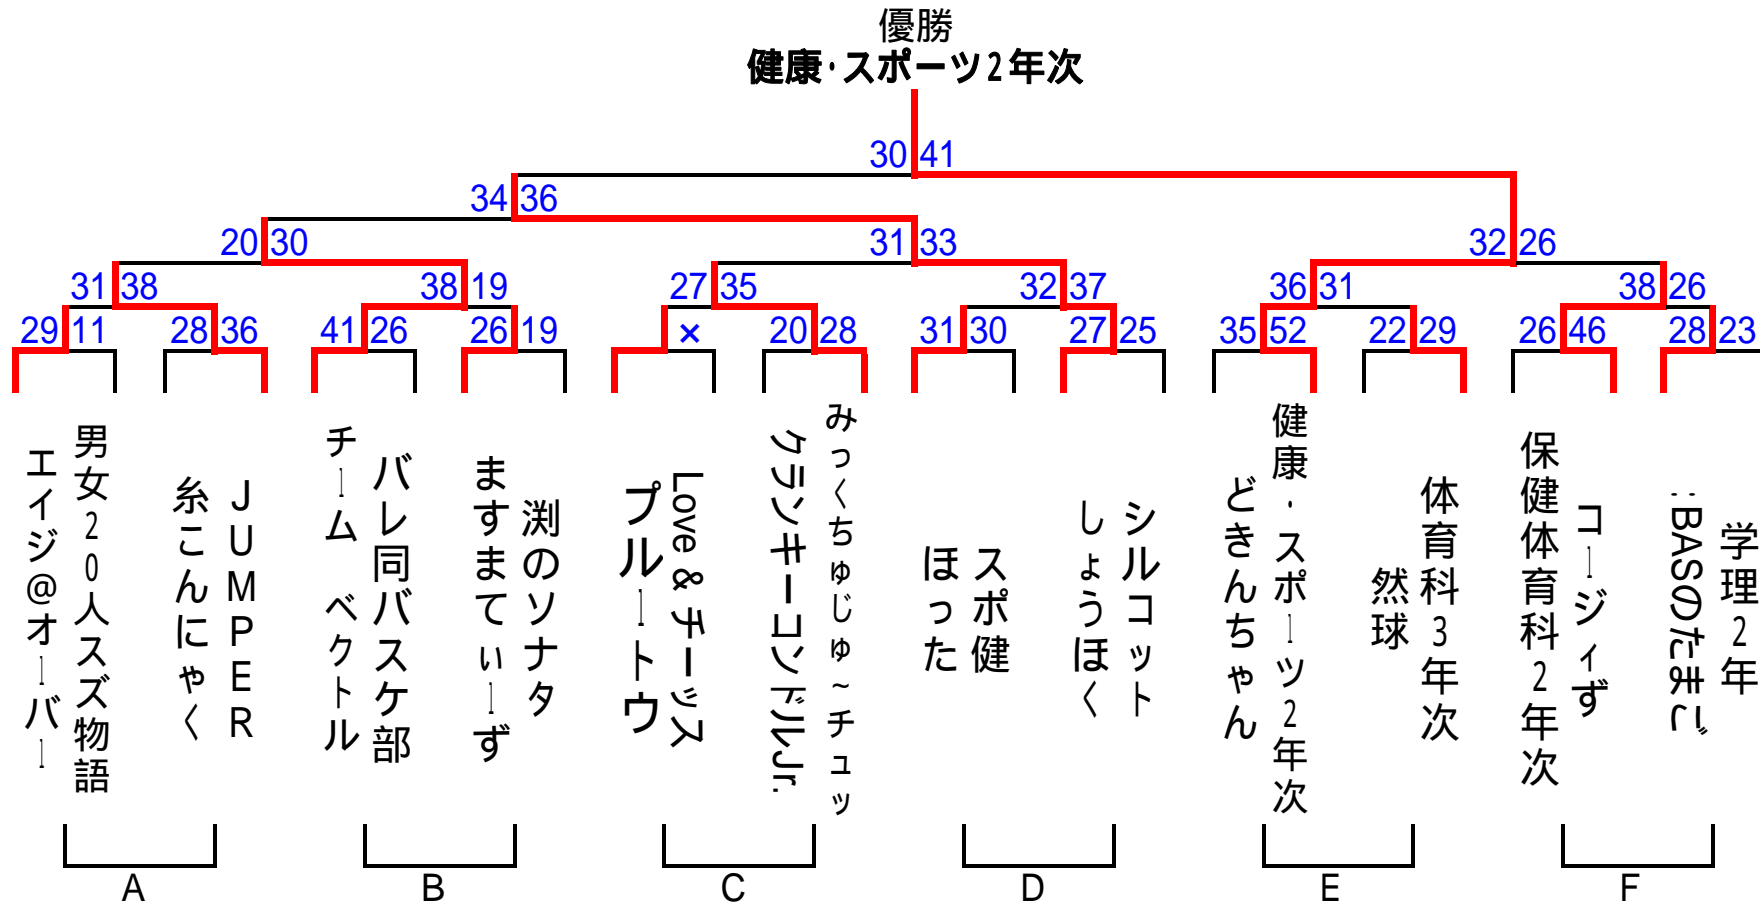 優勝
健康・スポーツ2年次
30 41
34 36
20 30
31 33
32 26
31 38
38 19
27 35
32 37
36 31
38 26
29 11
28 36
41 26
26 19
×
20 28
31 30
27 25
35 52
22 29
26 46
28 23
エイジ@オーバー
男女20人スズ物語
糸こんにゃく
JUMPER
チーム ベクトル
バレ同バスケ部
ますまてぃーず
渕のソナタ
プルートウ
Love & チーッス
クランキーコンドルJr.
みっくちゅじゅ~チュッ
ほった
スポ健
しょうほく
シルコット
どきんちゃん
健康・スポーツ2年次
然球
体育科3年次
保健体育科2年次
コージィず
::BASのたまご
学理2年
A
B
C
D
E
F